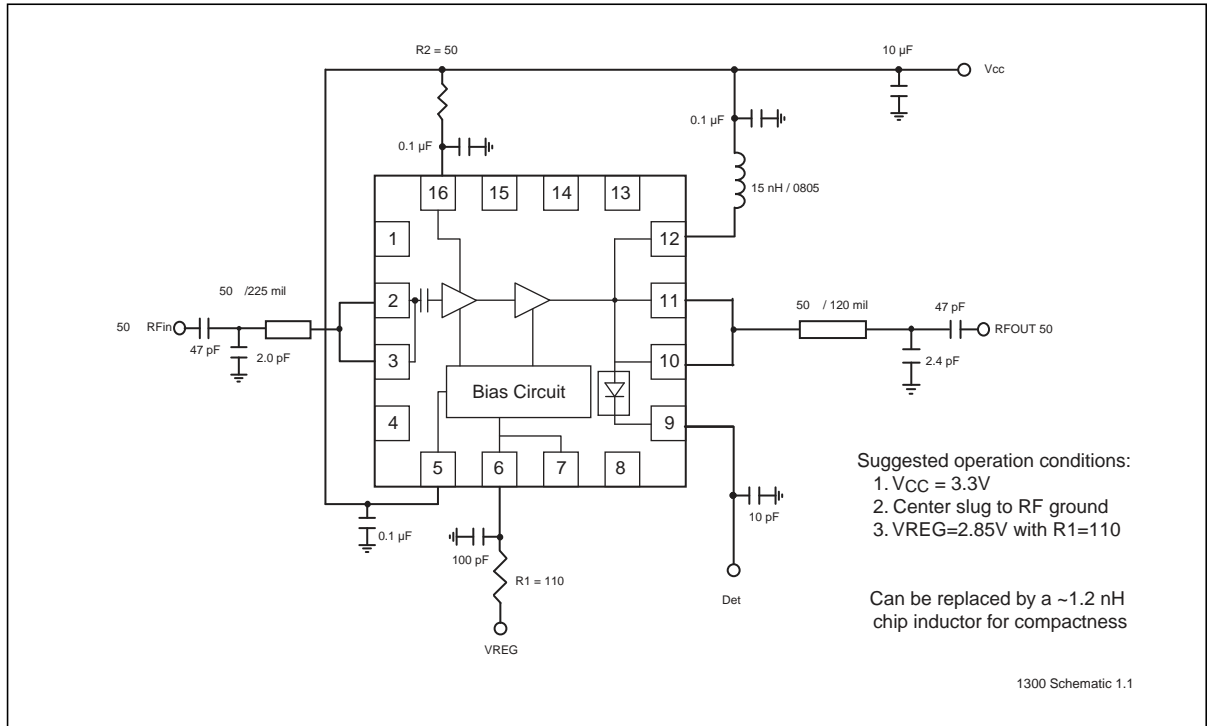 R2 = 50
10 µF
Vcc
0.1 µF
0.1 µF
15 nH / 0805
16
15
14
13
1
12
50 /225 mil
2
11
50 / 120 mil
47 pF
50 RFin
RFOUT 50
47 pF
2.0 pF
3
10
2.4 pF
Bias Circuit
4
9
5
6
7
8
Suggested operation conditions:
1. VCC = 3.3V
2. Center slug to RF ground
3. VREG=2.85V with R1=110
0.1 µF
100 pF
10 pF
R1 = 110
Det
Can be replaced by a ~1.2 nH
chip inductor for compactness
VREG
1300 Schematic 1.1